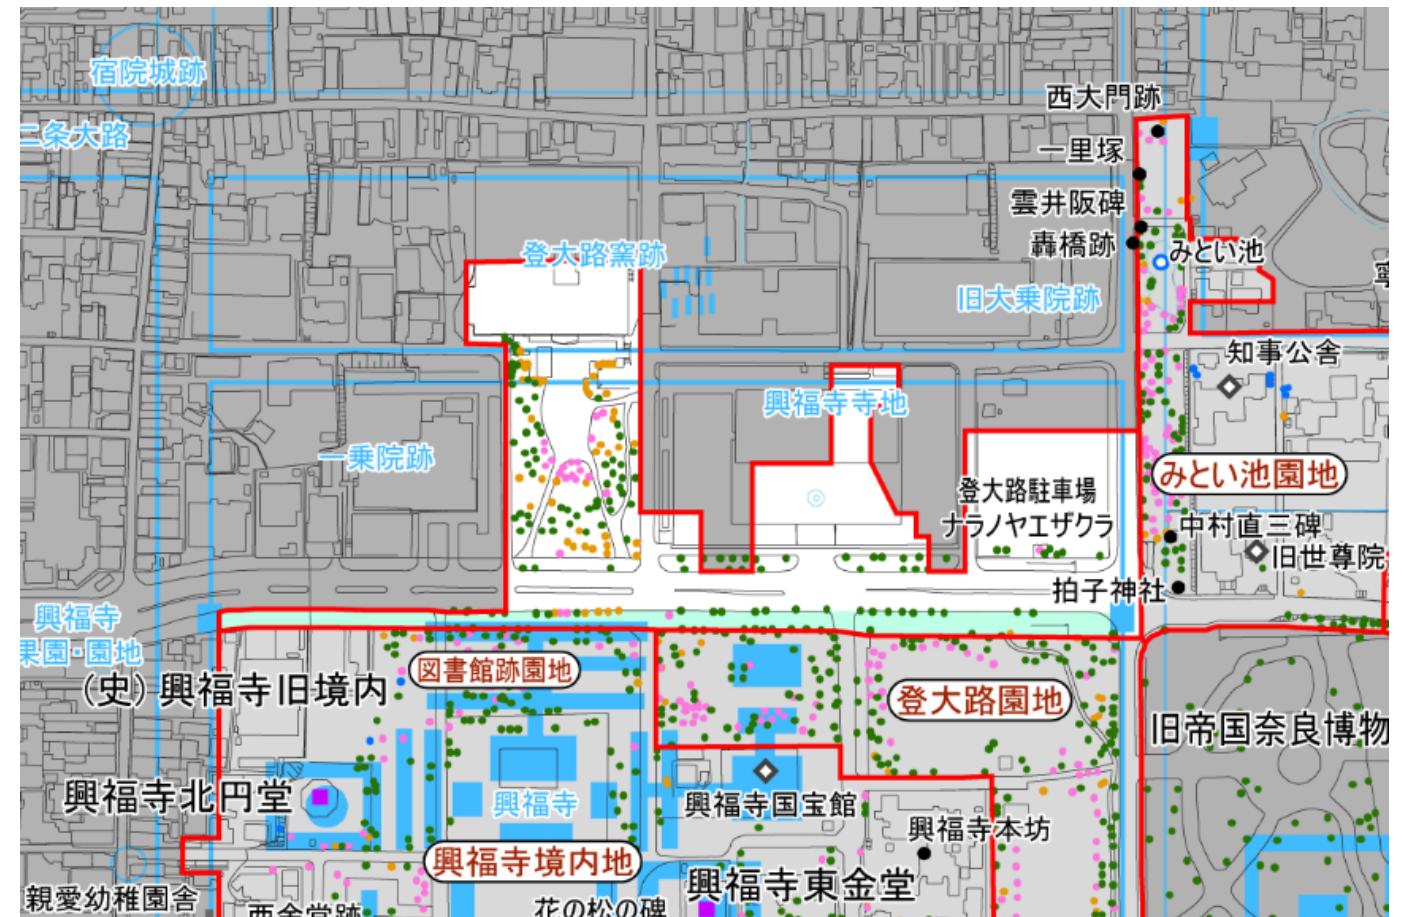 宿院城跡
二条大路
西大門跡
一里塚
雲井阪碑
轟橋跡
みとい池
登大路窯跡
旧大乗院跡
知事公舎
興福寺寺地
一乗院跡
みとい池園地
登大路駐車場
ナラノヤエザクラ
中村直三碑
旧世尊院
拍子神社
興福寺
果園・園地
図書館跡園地
(史)興福寺旧境内
登大路園地
旧帝国奈良博物
興福寺北円堂
興福寺
興福寺国宝館
興福寺本坊
興福寺境内地
興福寺東金堂
親愛幼稚園舎
西金堂跡
花の松の碑